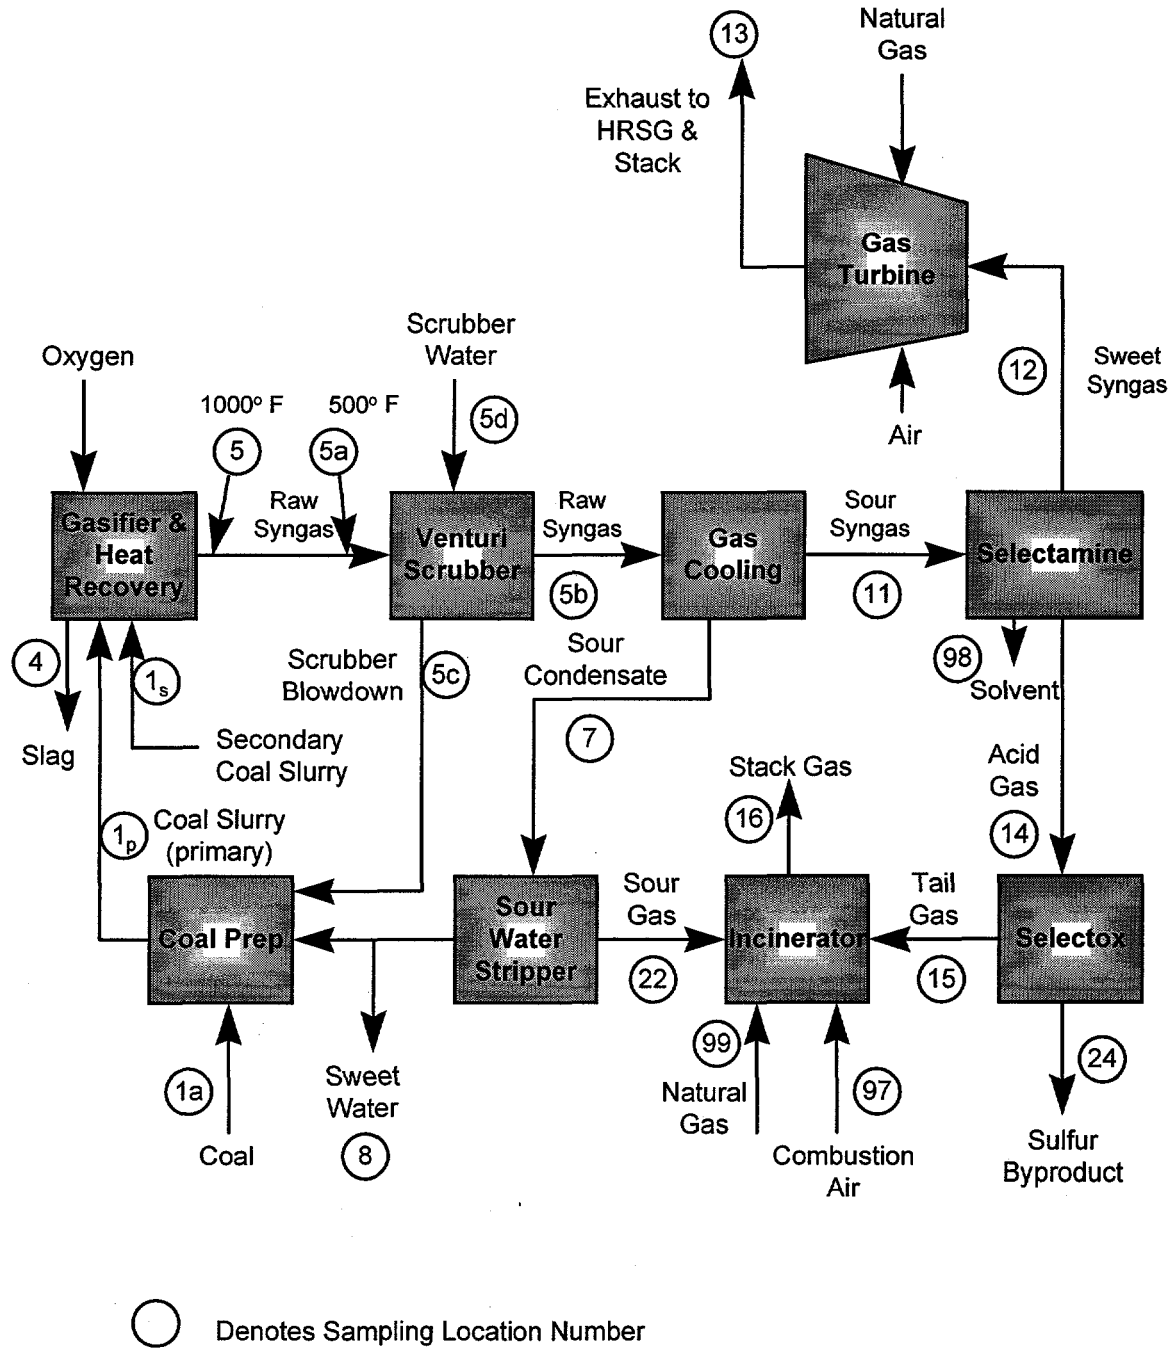 13
Natural
Gas
Exhaust to
HRSG &
Stack
Gas
Turbine
Scrubber
Water
Oxygen
12
Sweet
Syngas
1000º F
500º F
5d
Air
5
5a
Raw
Syngas
Raw
Syngas
Sour
Syngas
Gasifier &
Heat
Recovery
Venturi
Scrubber
Gas
Cooling
Selectamine
5b
11
4
1s
Scrubber
Blowdown
5c
Sour
Condensate
98
Solvent
Slag
Secondary
Coal Slurry
7
Stack Gas
Acid
Gas
1p
Coal Slurry
(primary)
16
14
Sour
Gas
Tail
Gas
Coal Prep
Sour
Water
Stripper
Incinerator
Selectox
22
15
99
24
Sweet
Water
1a
Natural
Gas
97
Coal
8
Combustion
Air
Sulfur
Byproduct
Denotes Sampling Location Number